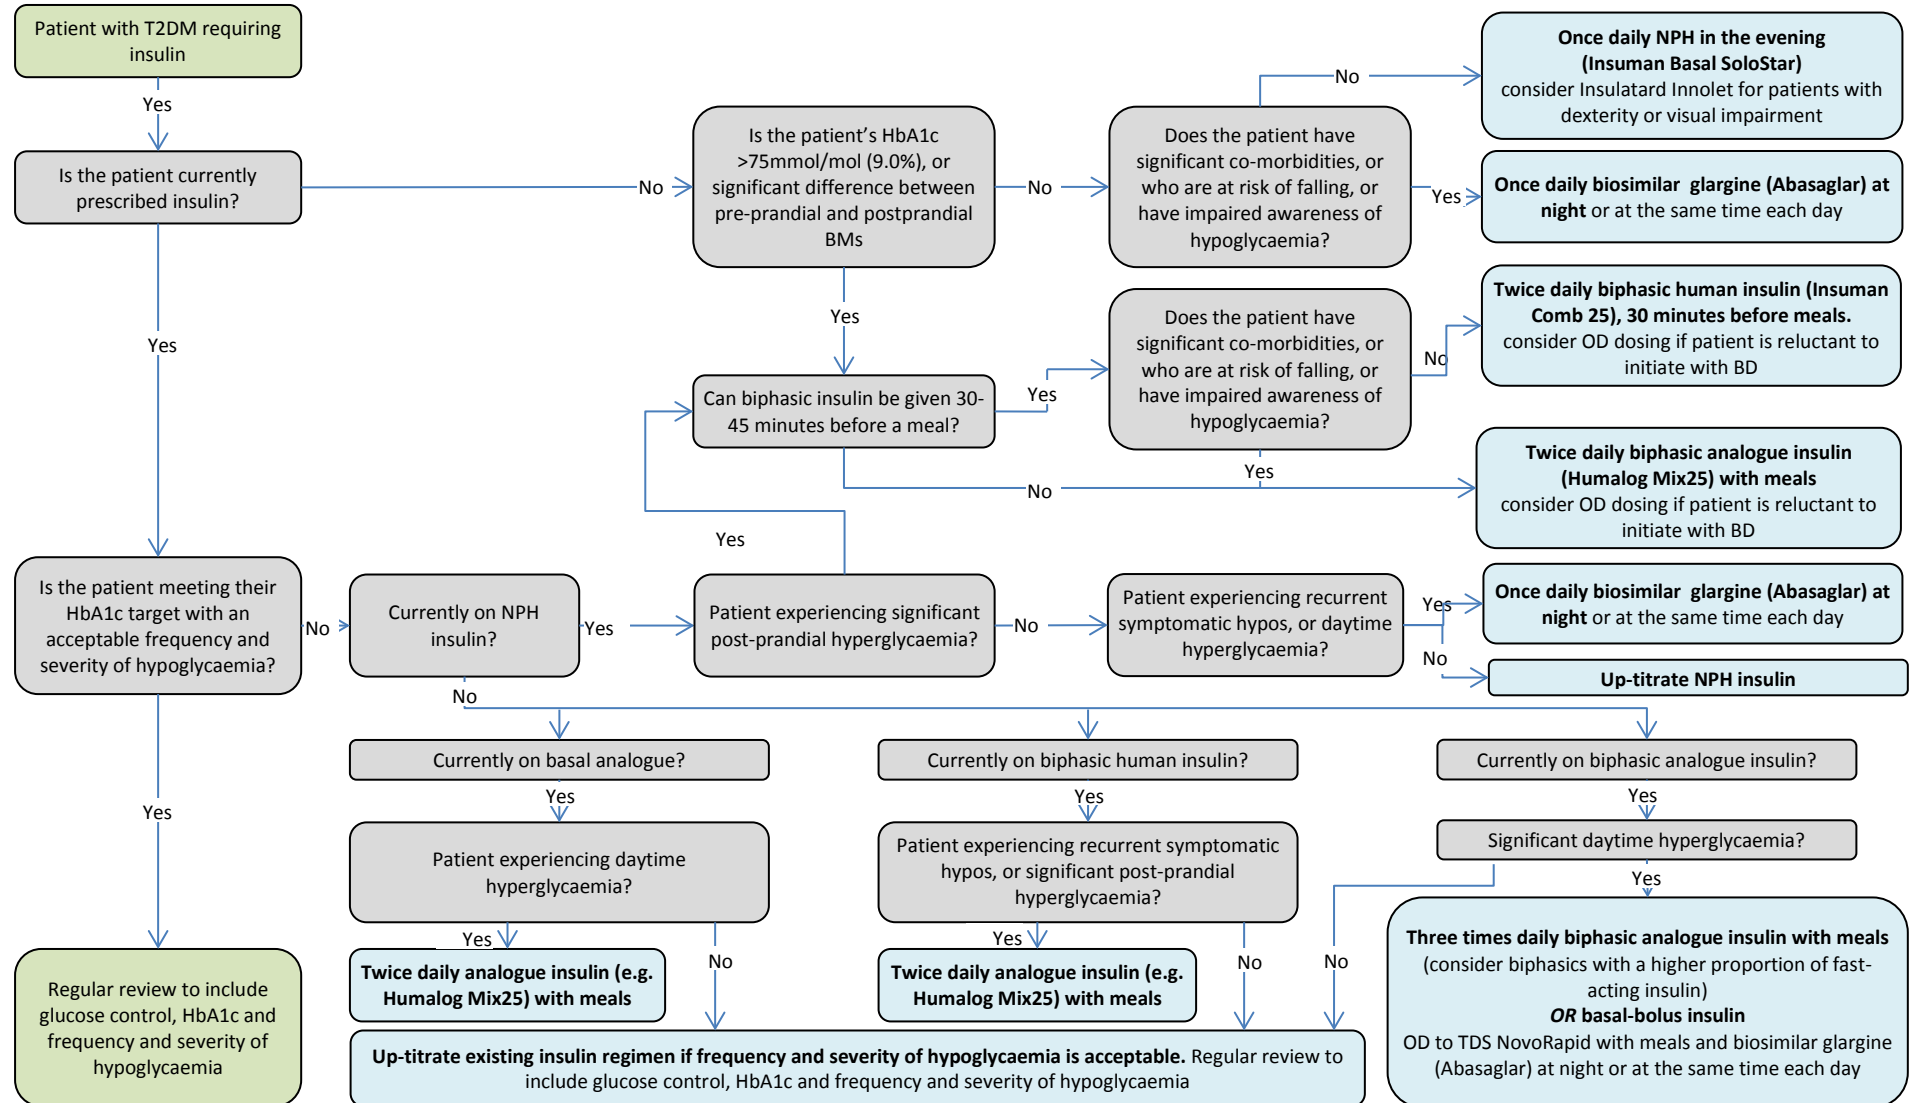 Patient with T2DM requiring
insulin
Yes
Is the patient currently
prescribed insulin?
No
Is the patient's HbA1c
>75mmol/mol (9.0%), or
significant difference between
pre-prandial and postprandial
BMs
No
Does the patient have
significant co-morbidities, or
who are at risk of falling, or
have impaired awareness of
hypoglycaemia?
No
Once daily NPH in the evening
(Insuman Basal SoloStar)
consider Insulatard Innolet for patients with
dexterity or visual impairment
Yes
Once daily biosimilar glargine (Abasaglar) at
night or at the same time each day
Yes
Can biphasic insulin be given 30-
45 minutes before a meal?
Yes
Does the patient have
significant co-morbidities, or
who are at risk of falling, or
have impaired awareness of
hypoglycaemia?
No
Twice daily biphasic human insulin (Insuman
Comb 25), 30 minutes before meals.
consider OD dosing if patient is reluctant to
initiate with BD
Yes
No
Twice daily biphasic analogue insulin
(Humalog Mix25) with meals
consider OD dosing if patient is reluctant to
initiate with BD
Yes
Yes
Is the patient meeting their
HbA1c target with an
acceptable frequency and
severity of hypoglycaemia?
No
Currently on NPH
insulin?
Yes
Patient experiencing significant
post-prandial hyperglycaemia?
No
Patient experiencing recurrent
symptomatic hypos, or daytime
hyperglycaemia?
Yes
Once daily biosimilar glargine (Abasaglar) at
night or at the same time each day
No
Up-titrate NPH insulin
No
Currently on basal analogue?
Currently on biphasic human insulin?
Currently on biphasic analogue insulin?
Yes
Yes
Yes
Yes
Patient experiencing daytime
hyperglycaemia?
Patient experiencing recurrent symptomatic
hypos, or significant post-prandial
hyperglycaemia?
Significant daytime hyperglycaemia?
Yes
Yes
No
Yes
No
No
Twice daily analogue insulin (e.g.
Humalog Mix25) with meals
Twice daily analogue insulin (e.g.
Humalog Mix25) with meals
Three times daily biphasic analogue insulin with meals
(consider biphasics with a higher proportion of fast-
acting insulin)
OR basal-bolus insulin
OD to TDS NovoRapid with meals and biosimilar glargine
(Abasaglar) at night or at the same time each day
Regular review to include
glucose control, HbA1c and
frequency and severity of
hypoglycaemia
Up-titrate existing insulin regimen if frequency and severity of hypoglycaemia is acceptable. Regular review to
include glucose control, HbA1c and frequency and severity of hypoglycaemia